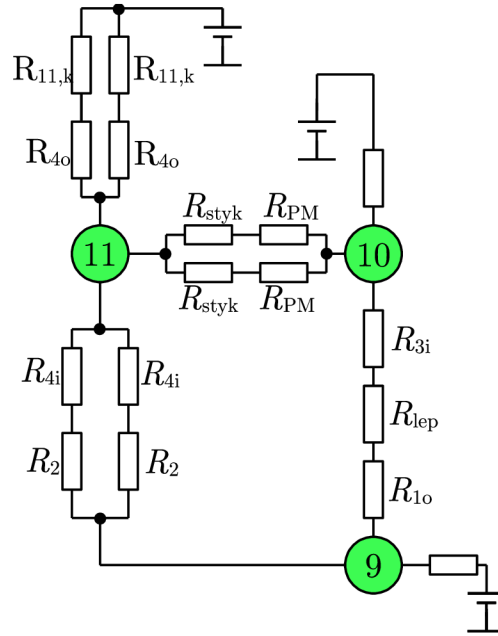 R11,k R11,k
R4o R4o
Rstyk RPM
11 10
Rstyk RPM
R3i
R4i R4i
Rlep
R2 R2
R1o
9